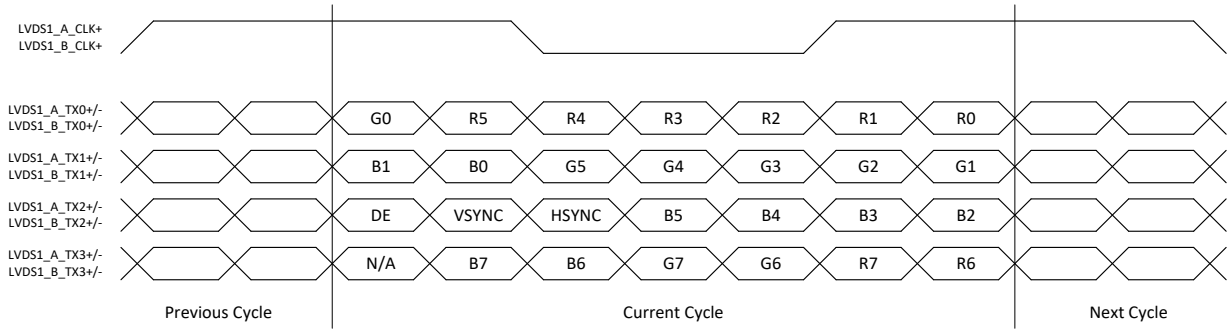 LVDS1_A_CLK+
LVDS1_B_CLK+
LVDS1_A_TX0+/-
LVDS1_B_TX0+/-
G0 R5 R4 R3 R2 R1 R0
LVDS1_A_TX1+/-
LVDS1_B_TX1+/-
B1 B0 G5 G4 G3 G2 G1
LVDS1_A_TX2+/-
LVDS1_B_TX2+/-
DE VSYNC HSYNC B5 B4 B3 B2
LVDS1_A_TX3+/-
LVDS1_B_TX3+/-
N/A B7 B6 G7 G6 R7 R6
Previous Cycle Current Cycle Next Cycle